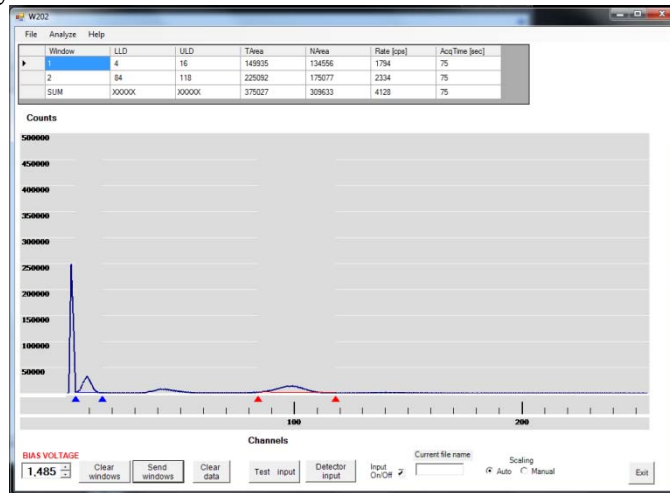 W202
File Analyze Help
Window LLD ULD TArea NArea Rate [cps] AcqTime [sec]
1 4 16 149935 134556 1794 75
2 84 118 225092 175077 2334 75
SUM XXXXX XXXXX 375027 309633 4128 75
Counts
500000
450000
400000
350000
300000
250000
200000
150000
100000
50000
100 200
Channels
BIAS VOLTAGE
1,485
Clear windows
Send windows
Clear data
Test input
Detector input
Input On/Off
Current file name
Scaling
Auto Manual
Exit